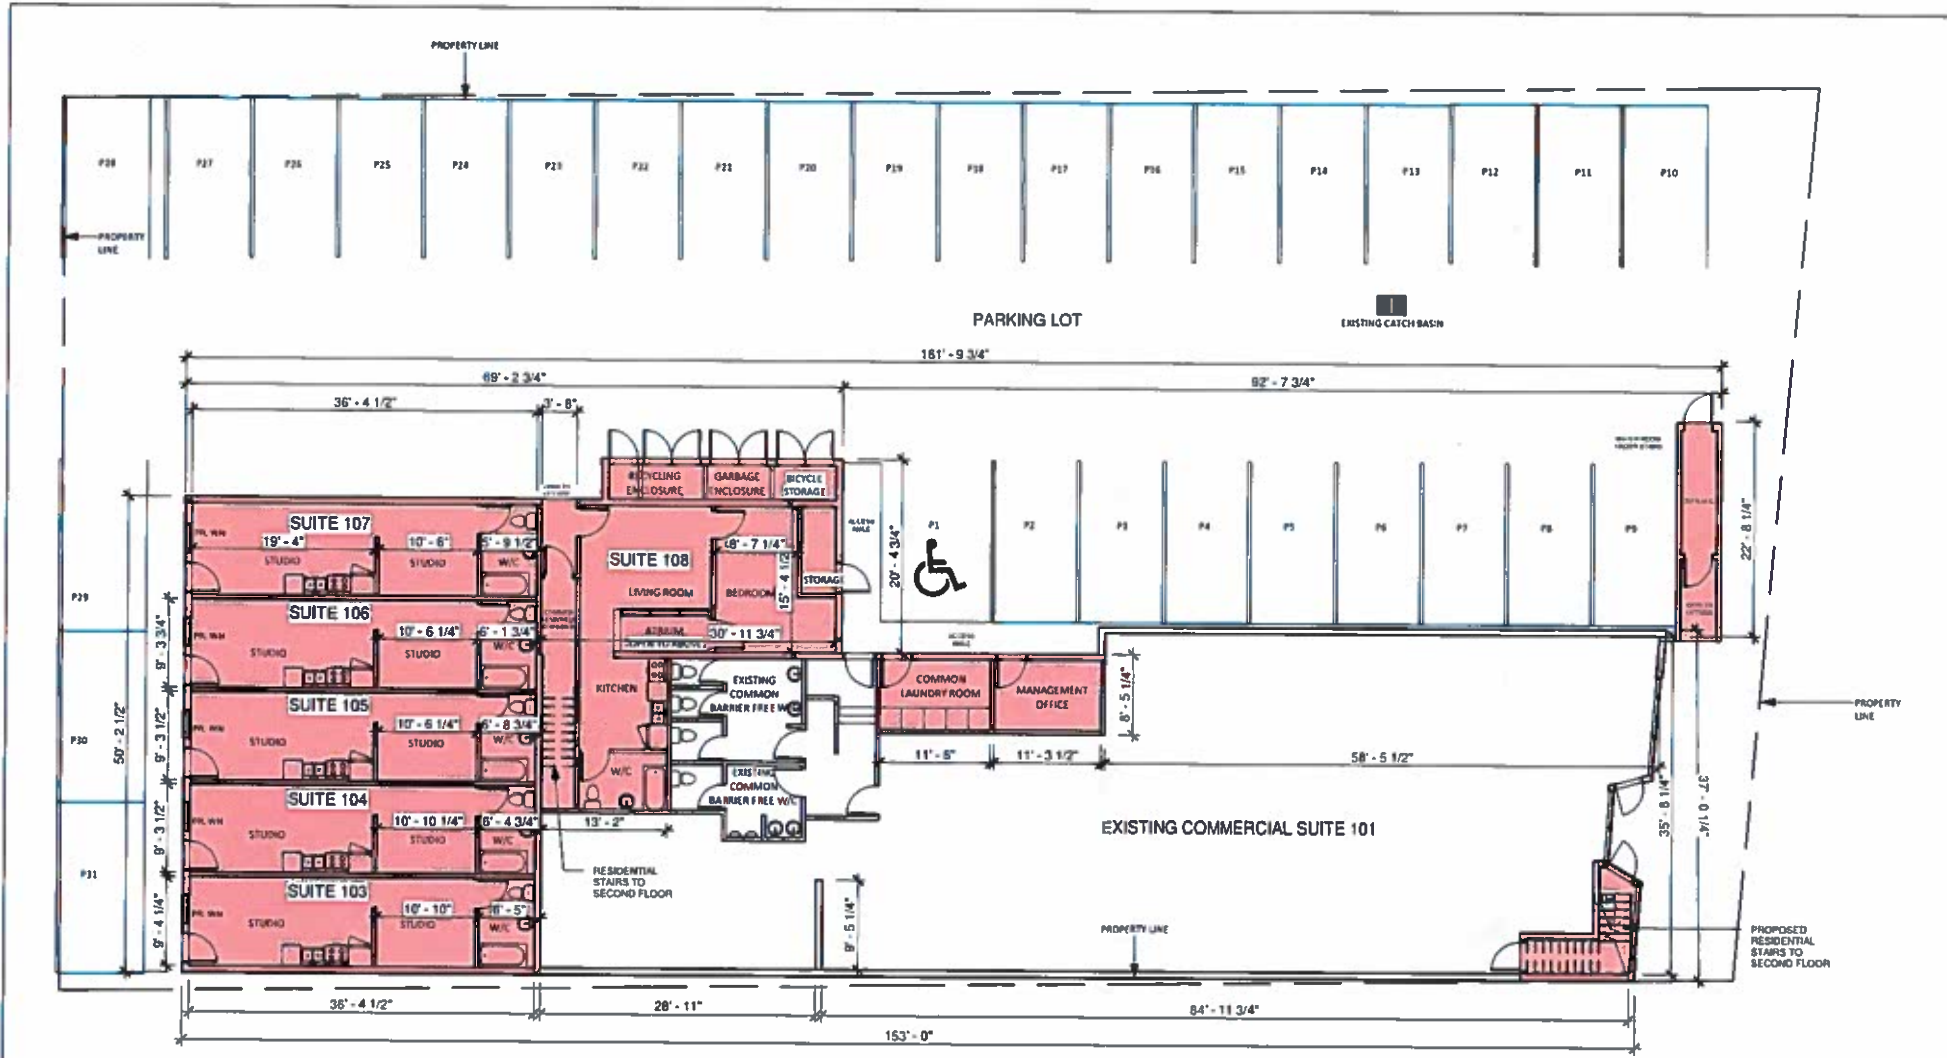 PROPERTY LINE
P28
P27
P26
P25
P24
P23
P22
P21
P20
P19
P18
P17
P16
P15
P14
P13
P12
P11
P10
PROPERTY
LINE
PARKING LOT
EXISTING CATCH BASIN
161' - 9 3/4"
69' - 2 3/4"
92' - 7 3/4"
36' - 4 1/2"
3' - 8"
RECYCLING
ENCLOSURE
GARBAGE
ENCLOSURE
BICYCLE
STORAGE
ACCESS
AISLE
P1
P2
P3
P4
P5
P6
P7
P8
P9
20' - 4 3/4"
22' - 8 1/4"
SUITE 107
19' - 4"
10' - 6"
5' - 9 1/2"
STUDIO
STUDIO
W/C
SUITE 108
8' - 7 1/4"
15' - 4 1/2"
LIVING ROOM
BEDROOM
STORAGE
ATRIUM
OPEN TO ABOVE
30' - 11 3/4"
P29
SUITE 106
10' - 6 1/4"
6' - 1 3/4"
STUDIO
STUDIO
W/C
9' - 3 3/4"
ACCESS
AISLE
KITCHEN
EXISTING
COMMON
BARRIER FREE W/C
COMMON
LAUNDRY ROOM
MANAGEMENT
OFFICE
8' - 5 1/4"
PROPERTY
LINE
SUITE 105
10' - 6 1/4"
6' - 8 3/4"
STUDIO
STUDIO
W/C
9' - 3 1/2"
P30
50' - 2 1/2"
11' - 6"
11' - 3 1/2"
58' - 5 1/2"
W/C
EXISTING
COMMON
BARRIER FREE W/C
SUITE 104
10' - 10 1/4"
6' - 4 3/4"
STUDIO
STUDIO
W/C
9' - 3 1/2"
13' - 2"
EXISTING COMMERCIAL SUITE 101
35' - 8 1/4"
37' - 0 1/4"
P31
SUITE 103
10' - 10"
6' - 5"
STUDIO
STUDIO
W/C
9' - 4 1/4"
RESIDENTIAL
STAIRS TO
SECOND FLOOR
9' - 5 1/4"
PROPERTY LINE
PROPOSED
RESIDENTIAL
STAIRS TO
SECOND FLOOR
36' - 4 1/2"
28' - 11"
84' - 11 3/4"
153' - 0"